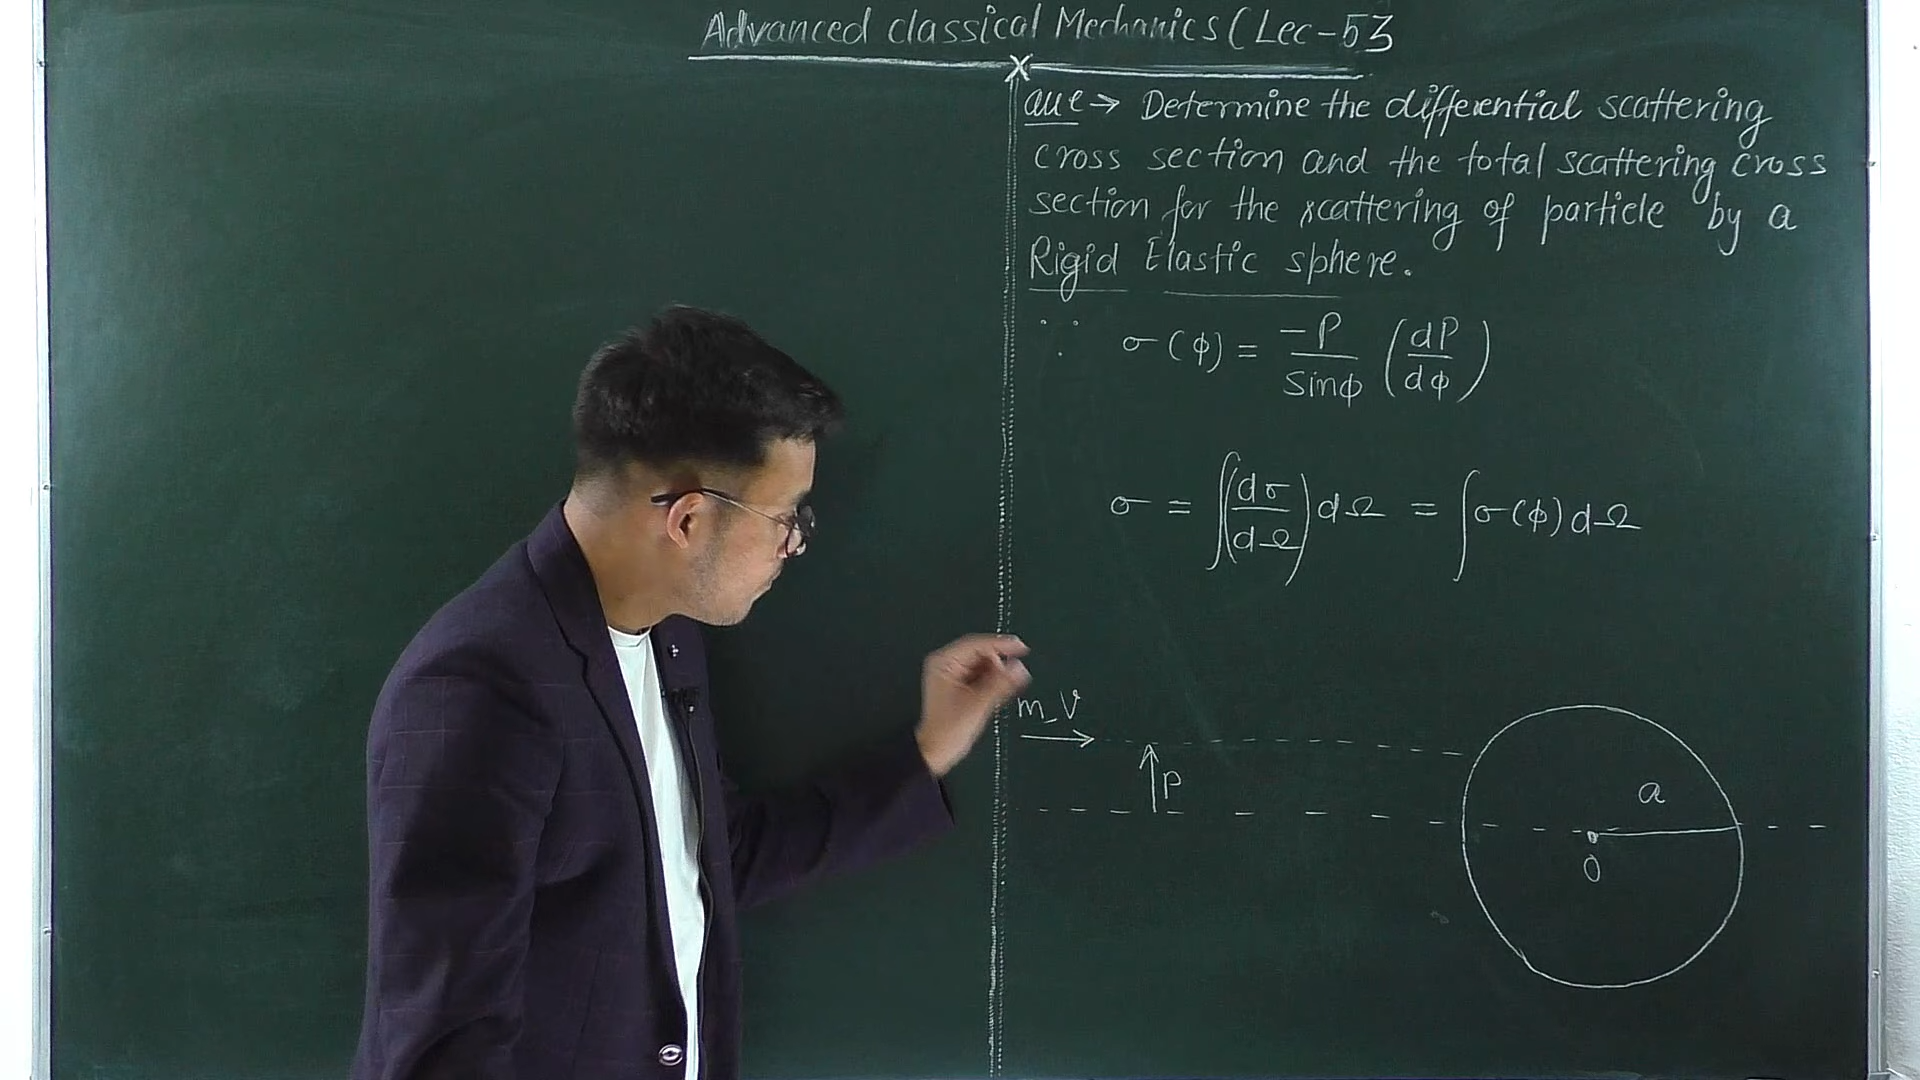 Advanced classical Mechanics (Lec-53
Que → Determine the differential scattering
cross section and the total scattering cross
section for the scattering of particle by a
Rigid Elastic sphere.
∵ σ(ϕ) = -P/sinϕ (dP/dϕ)
σ = ∫(dσ/dΩ)dΩ = ∫σ(ϕ)dΩ
m_V
P
a
O